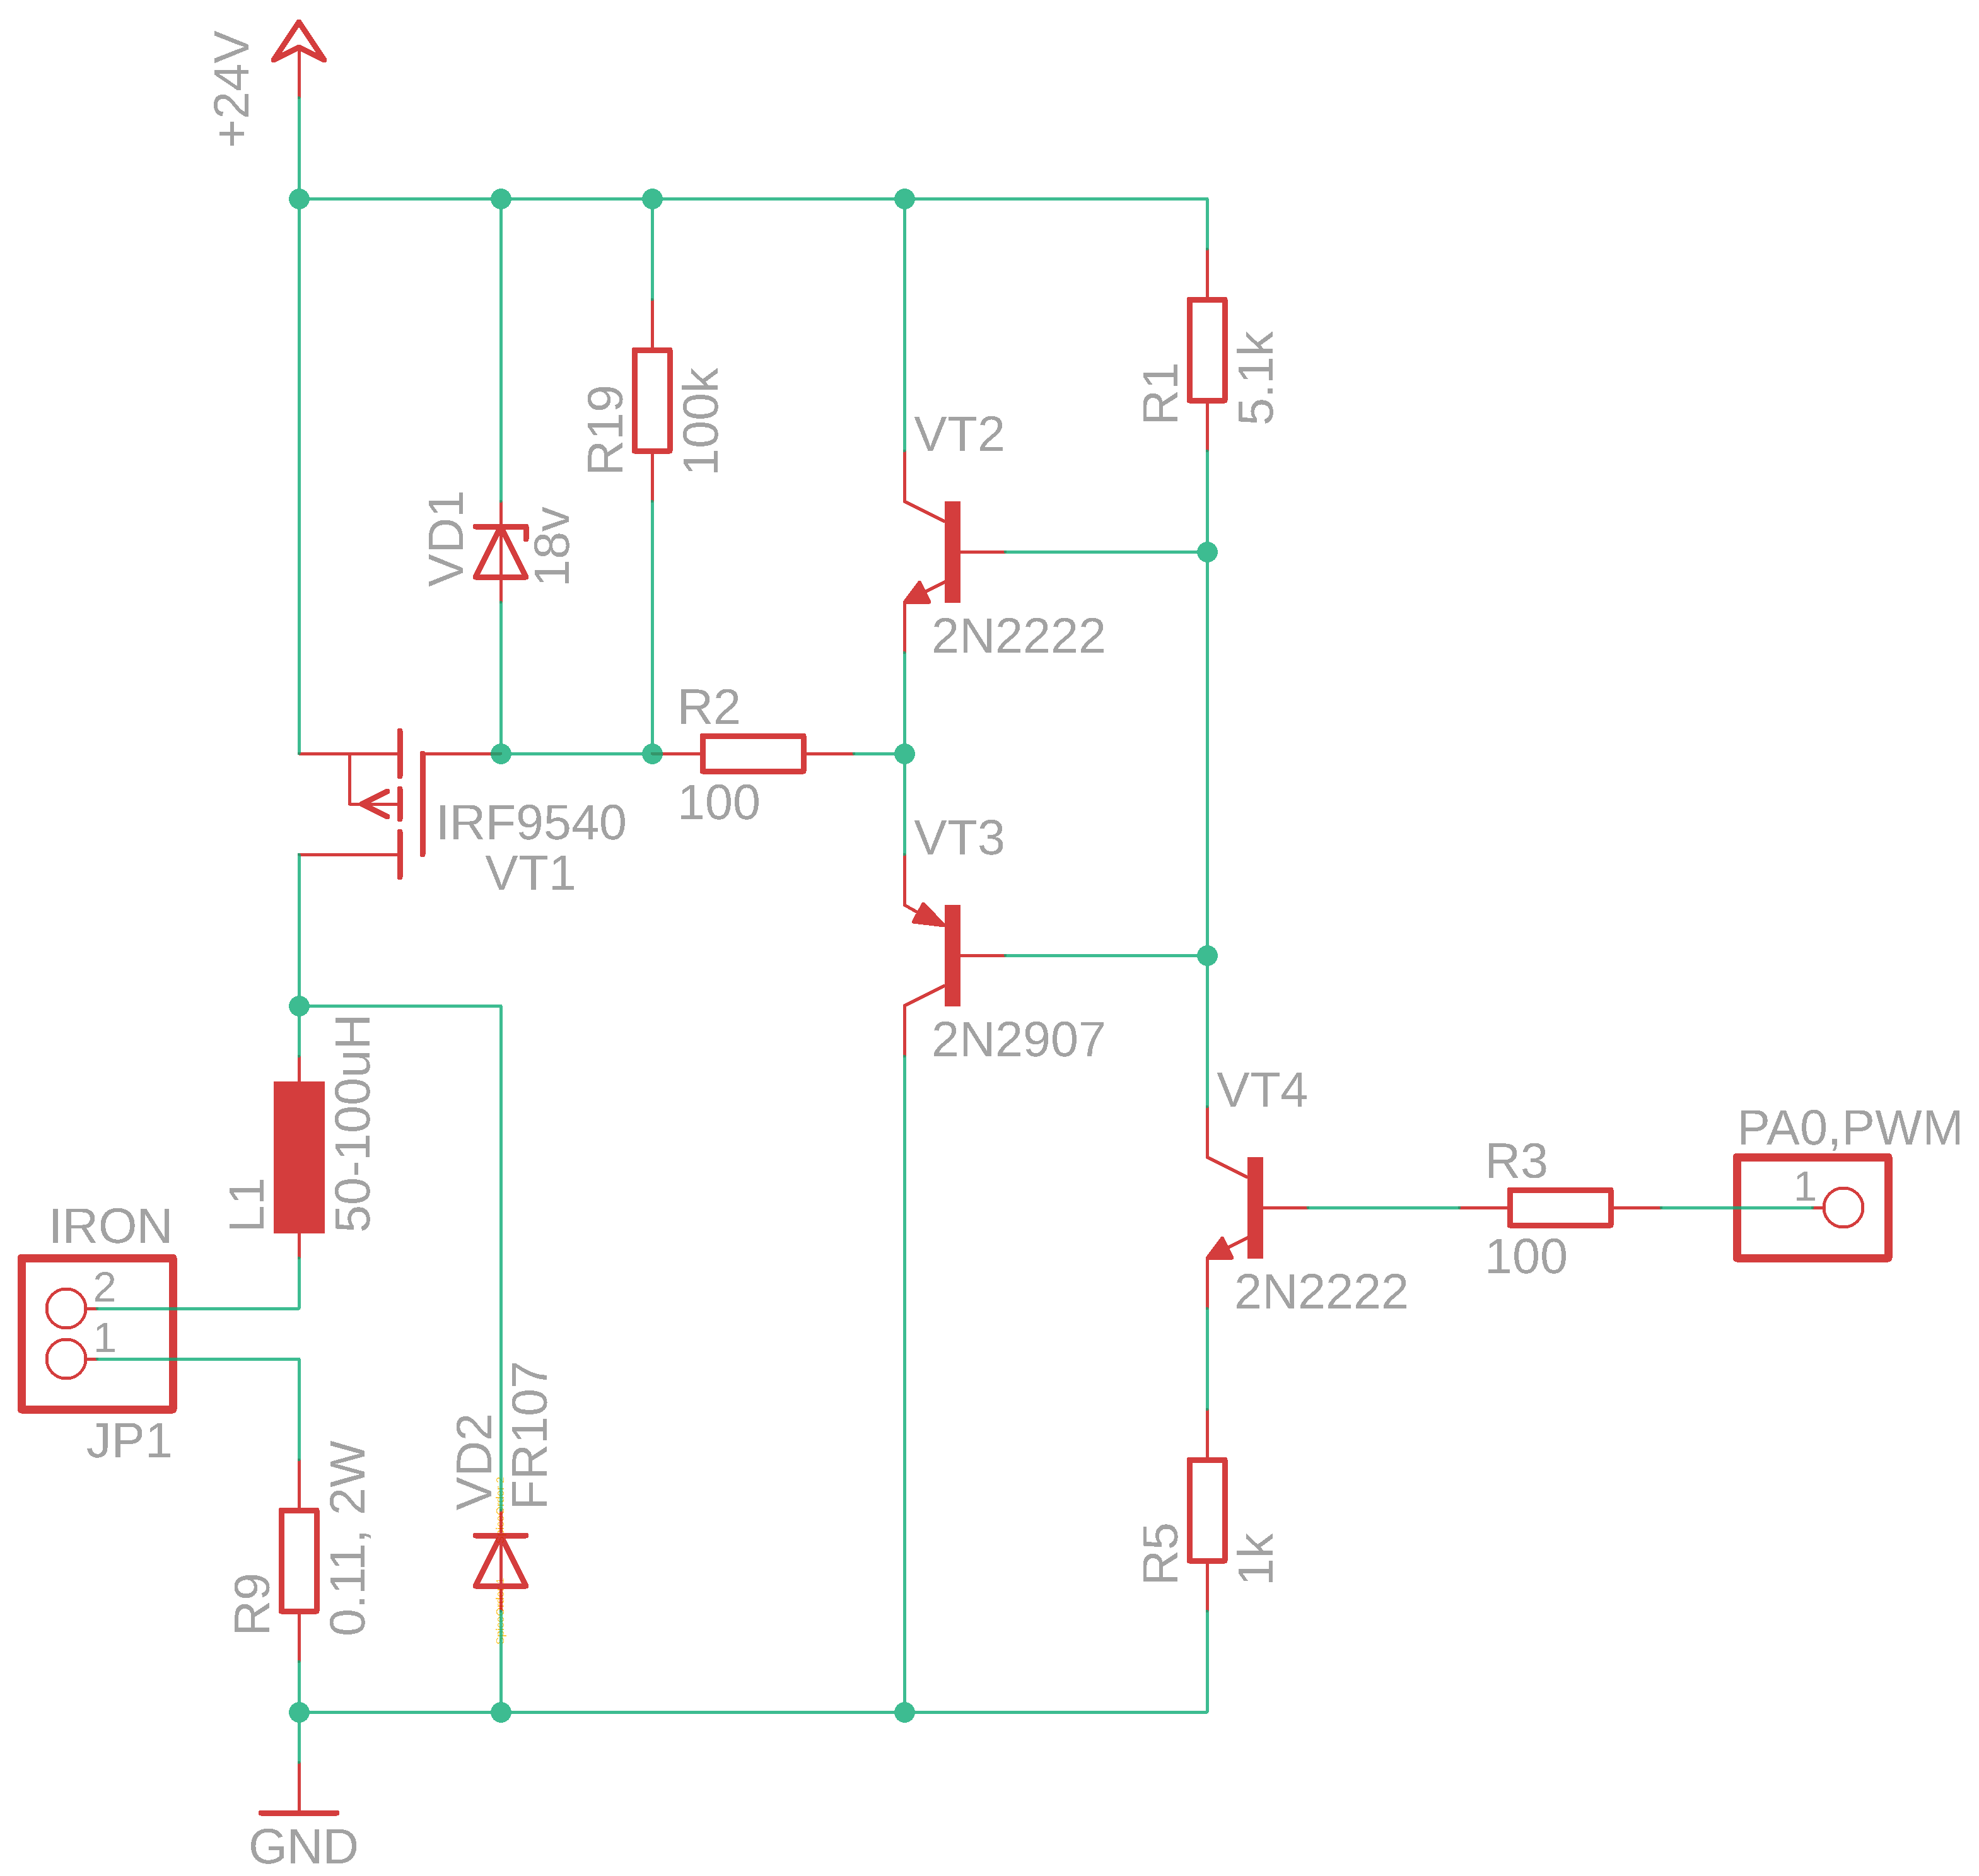 +24V
R1
5.1k
R19
100k
VT2
VD1
18v
2N2222
R2
100
IRF9540
VT1
VT3
2N2907
L1
50-100uH
VT4
PA0,PWM
1
R3
100
2N2222
IRON
2
1
JP1
VD2
FR107
R9
0.11, 2W
R5
1k
GND